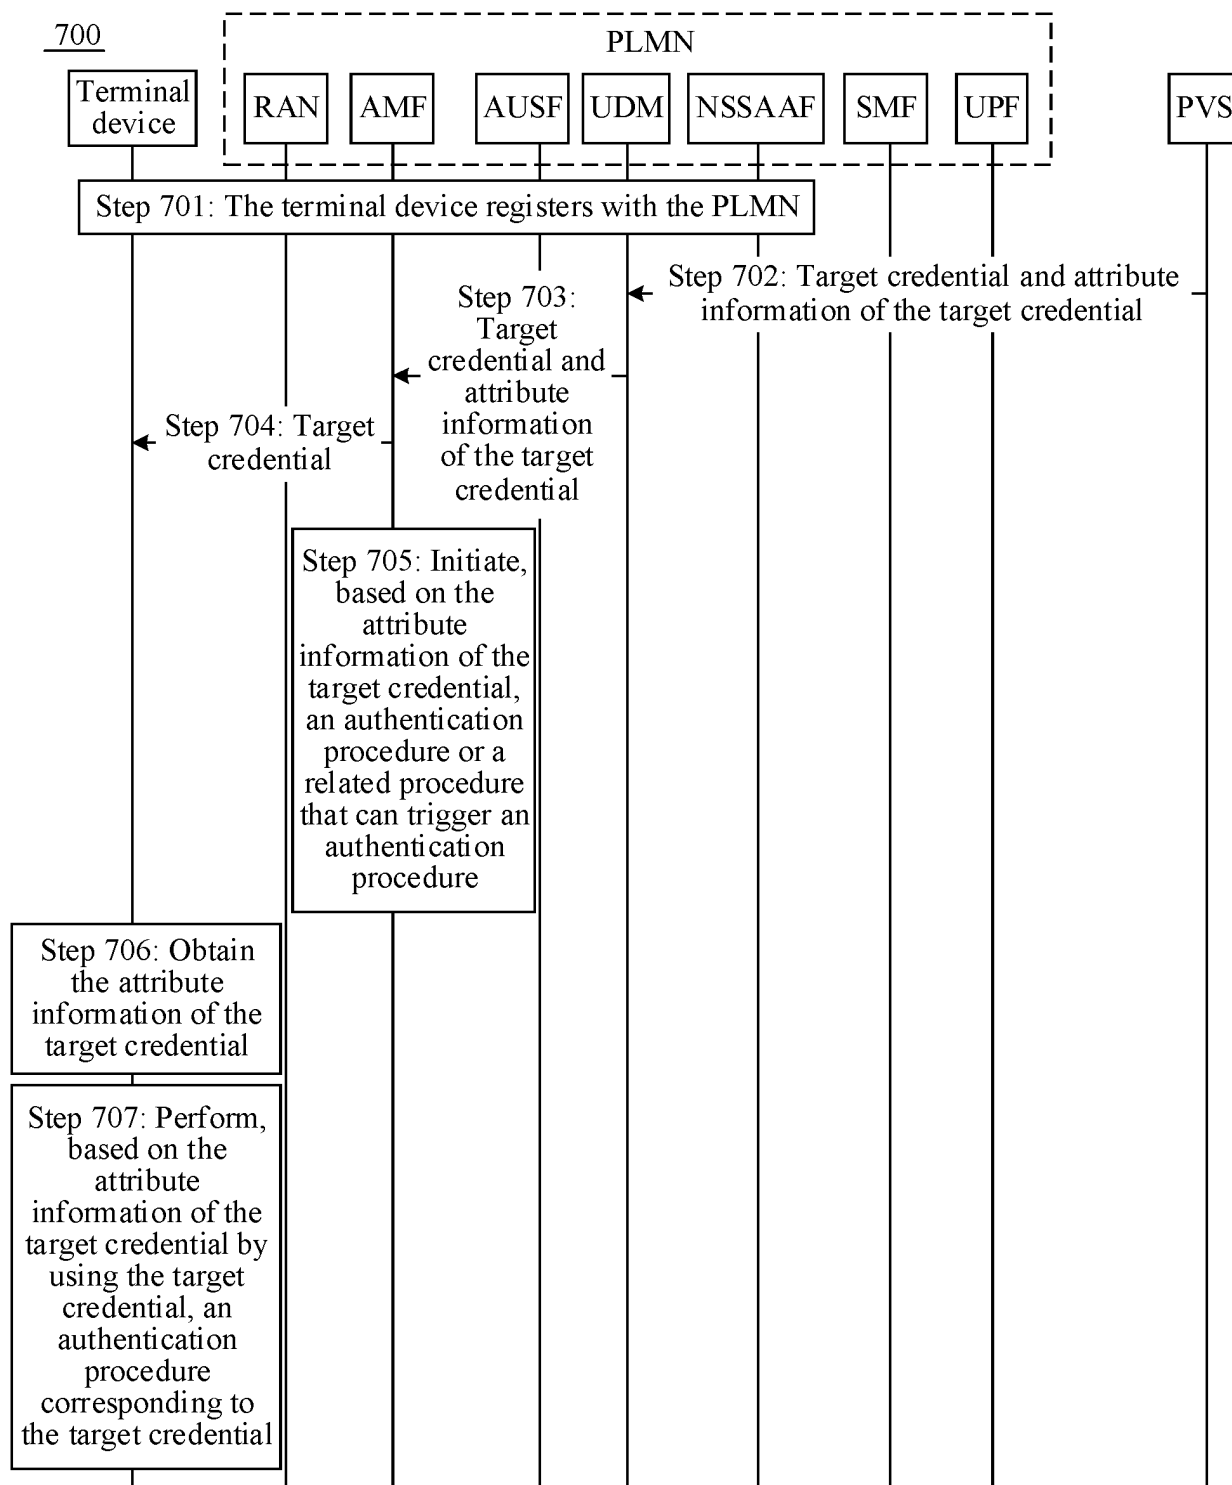 700
PLMN
Terminal
device
RAN
AMF
AUSF
UDM
NSSAAF
SMF
UPF
PVS
Step 701: The terminal device registers with the PLMN
Step 702: Target credential and attribute
information of the target credential
Step 703:
Target
credential and
attribute
information
of the target
credential
Step 704: Target
credential
Step 705: Initiate,
based on the
attribute
information of the
target credential,
an authentication
procedure or a
related procedure
that can trigger an
authentication
procedure
Step 706: Obtain
the attribute
information of the
target credential
Step 707: Perform,
based on the
attribute
information of the
target credential by
using the target
credential, an
authentication
procedure
corresponding to
the target credential